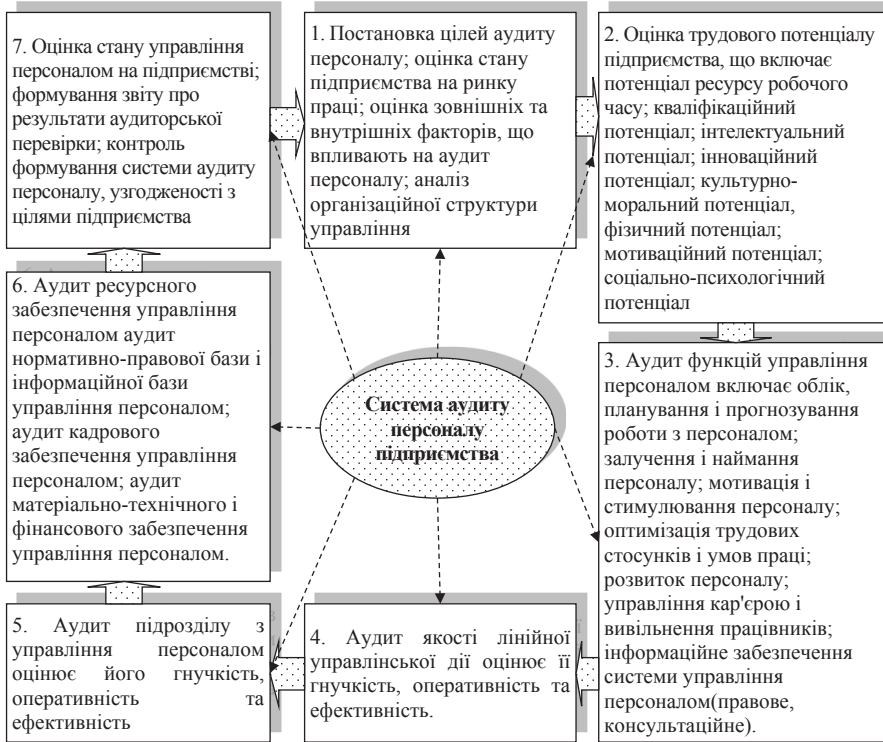 7. Оцінка стану управління
персоналом на підприємстві;
формування звіту про
результати аудиторської
перевірки; контроль
формування системи аудиту
персоналу, узгодженості з
цілями підприємства
1. Постановка цілей аудиту
персоналу; оцінка стану
підприємства на ринку
праці; оцінка зовнішніх та
внутрішніх факторів, що
впливають на аудит
персоналу; аналіз
організаційної структури
управління
2. Оцінка трудового потенціалу
підприємства, що включає
потенціал ресурсу робочого
часу; кваліфікаційний
потенціал; інтелектуальний
потенціал; інноваційний
потенціал; культурно-
моральний потенціал,
фізичний потенціал;
мотиваційний потенціал;
соціально-психологічний
потенціал
6. Аудит ресурсного
забезпечення управління
персоналом аудит
нормативно-правової бази і
інформаційної бази
управління персоналом;
аудит кадрового
забезпечення управління
персоналом; аудит
матеріально-технічного і
фінансового забезпечення
управління персоналом.
Система аудиту
персоналу
підприємства
3. Аудит функцій управління
персоналом включає облік,
планування і прогнозування
роботи з персоналом;
залучення і наймання
персоналу; мотивація і
стимулювання персоналу;
оптимізація трудових
стосунків і умов праці;
розвиток персоналу;
управління кар'єрою і
вивільнення працівників;
інформаційне забезпечення
системи управління
персоналом(правове,
консультаційне).
5. Аудит підрозділу з
управління персоналом
оцінює його гнучкість,
оперативність та
ефективність
4. Аудит якості лінійної
управлінської дії оцінює її
гнучкість, оперативність та
ефективність.